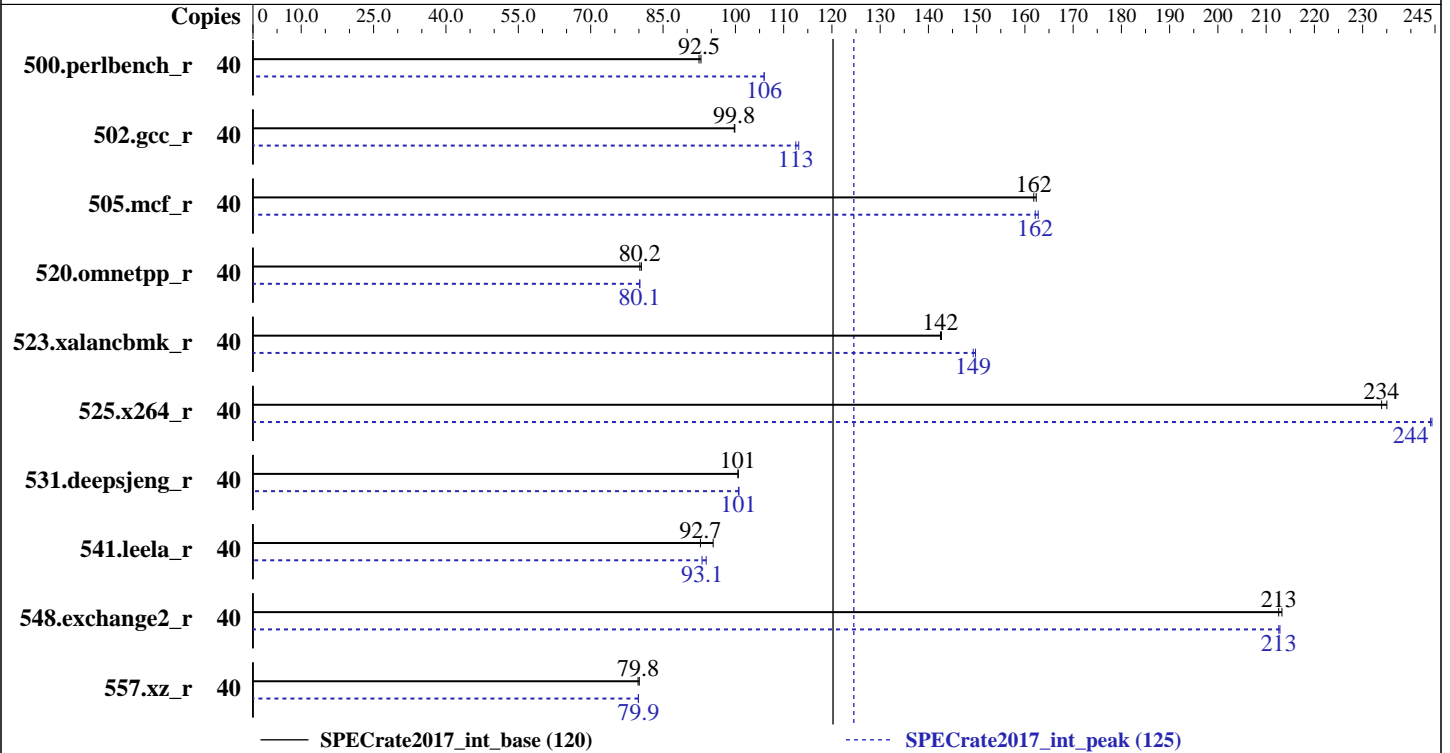 Copies 0 10.0 25.0 40.0 55.0 70.0 85.0 100 120 130 140 150 160 170 180 190 200 210 220 230 245
500.perlbench_r 40 92.5
106
502.gcc_r 40 99.8
113
505.mcf_r 40 162
162
520.omnetpp_r 40 80.2
80.1
523.xalancbmk_r 40 142
149
525.x264_r 40 234
244
531.deepsjeng_r 40 101
101
541.leela_r 40 92.7
93.1
548.exchange2_r 40 213
213
557.xz_r 40 79.8
79.9
SPECrate2017_int_base (120) SPECrate2017_int_peak (125)